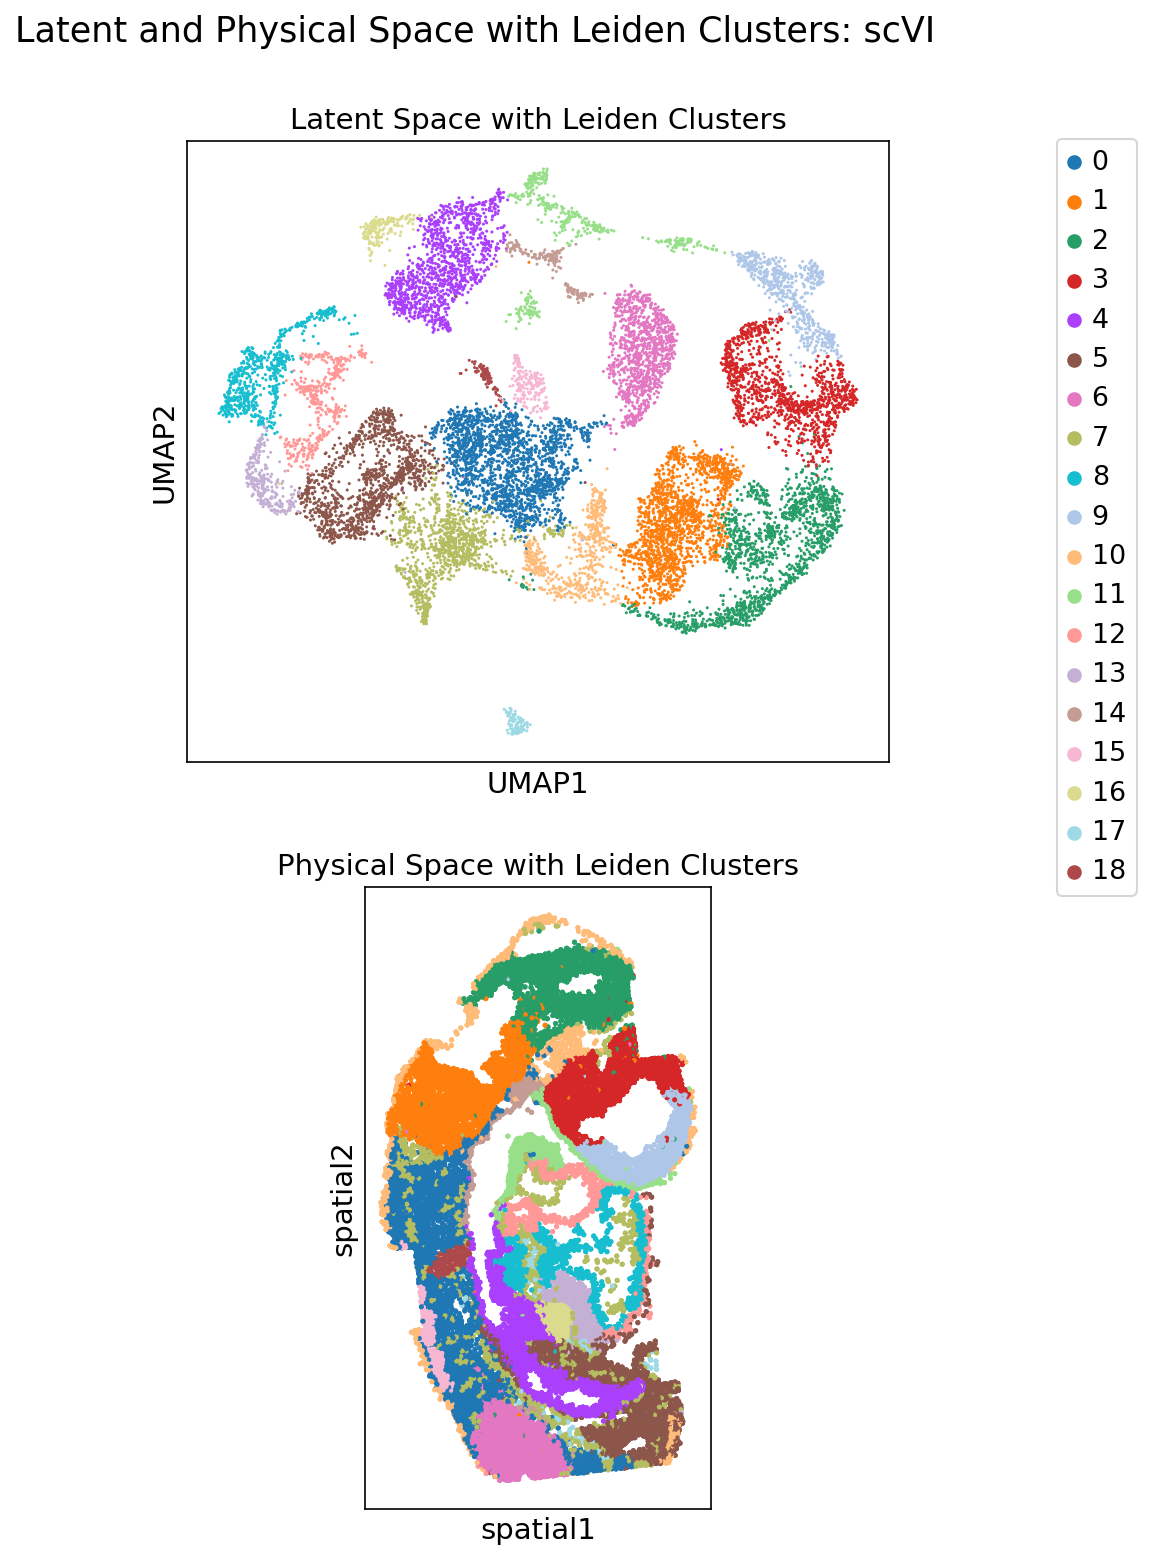 Latent and Physical Space with Leiden Clusters: scVI
Latent Space with Leiden Clusters
UMAP2
UMAP1
0
1
2
3
4
5
6
7
8
9
10
11
12
13
14
15
16
17
18
Physical Space with Leiden Clusters
spatial2
spatial1